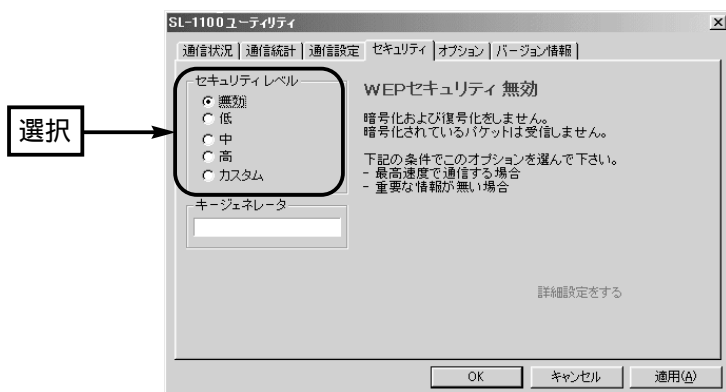 SL-1100ユーティリティ
通信状況 通信統計 通信設定 セキュリティ オプション バージョン情報
セキュリティ レベル
無効
低
中
高
カスタム
選択
キージェネレータ
WEPセキュリティ 無効
暗号化および復号化をしません。
暗号化されているパケットは受信しません。
下記の条件でこのオプションを選んで下さい。
- 最高速度で通信する場合
- 重要な情報が無い場合
詳細設定をする
OK キャンセル 適用(A)